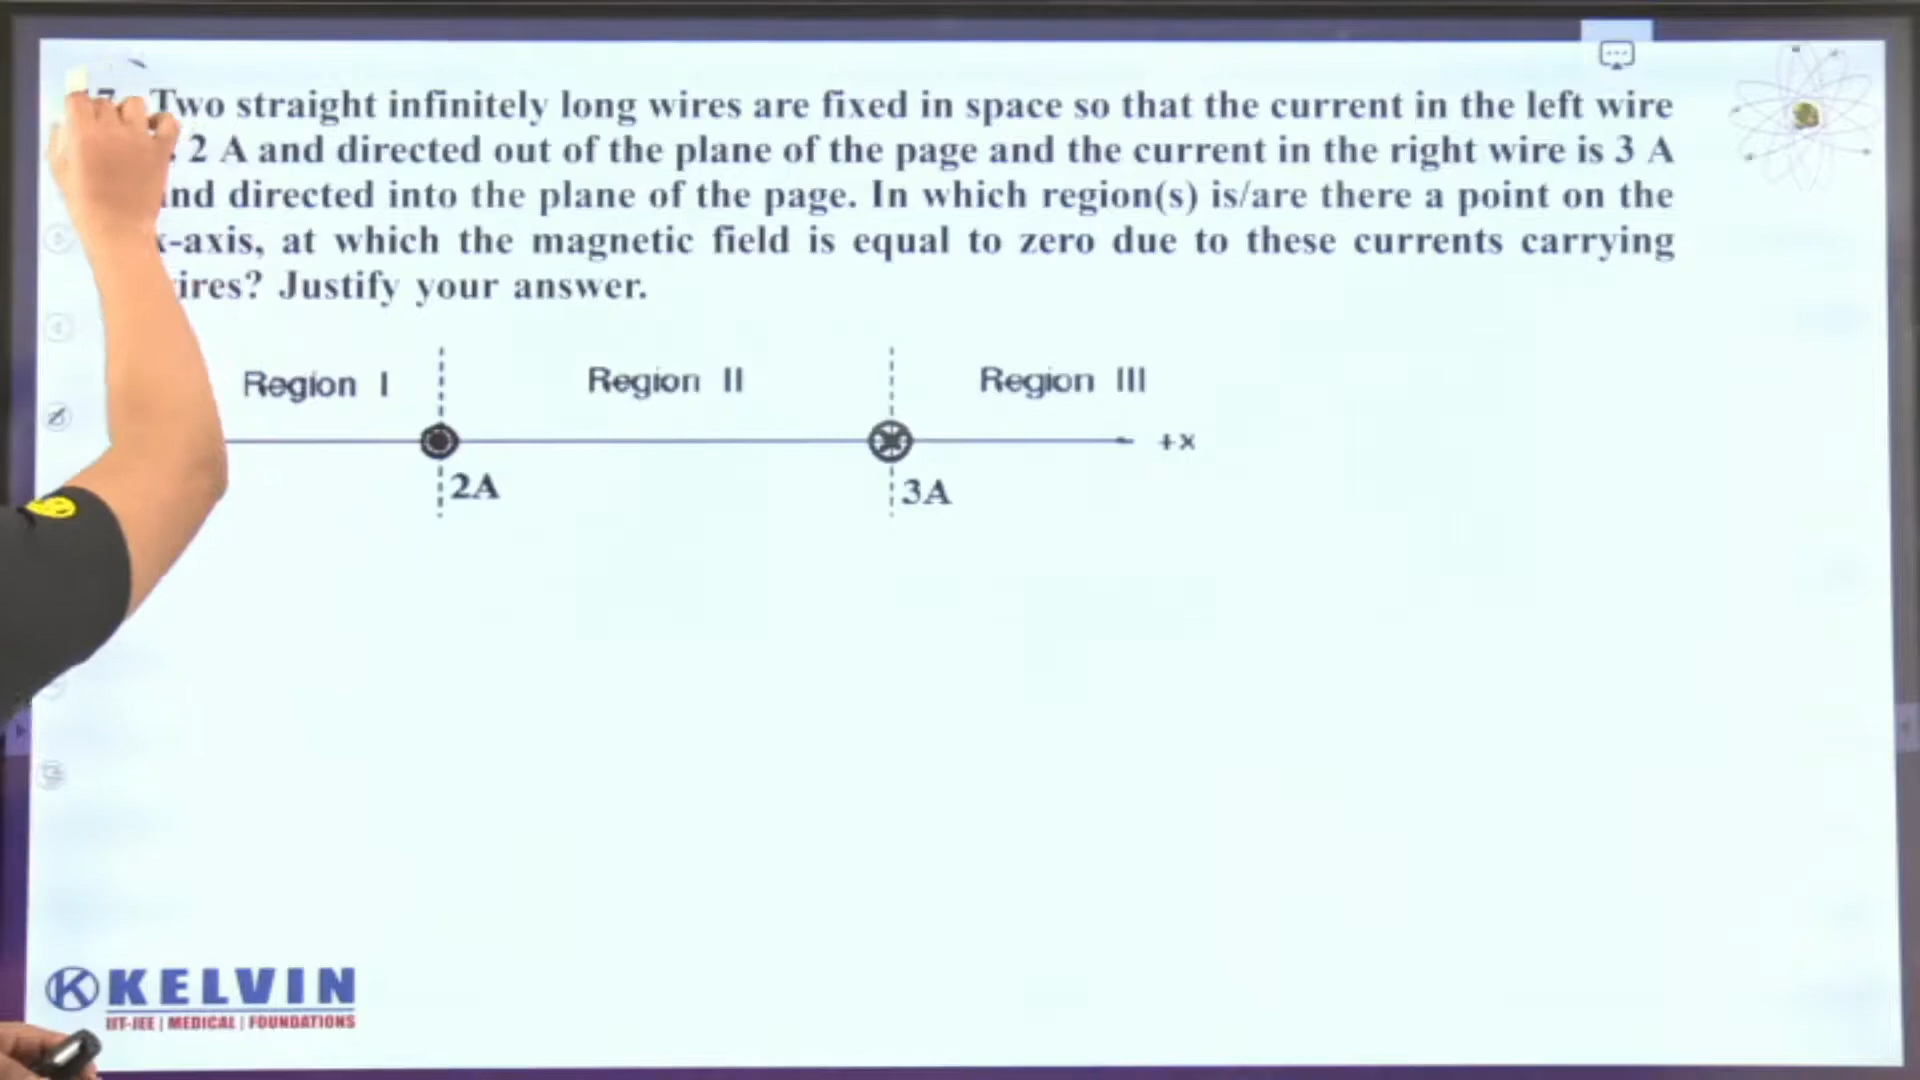 Two straight infinitely long wires are fixed in space so that the current in the left wire
2 A and directed out of the plane of the page and the current in the right wire is 3 A
nd directed into the plane of the page. In which region(s) is/are there a point on the
-axis, at which the magnetic field is equal to zero due to these currents carrying
ires? Justify your answer.
Region I Region II Region III
+x
2A 3A
KELVIN
IIT-JEE | MEDICAL | FOUNDATIONS